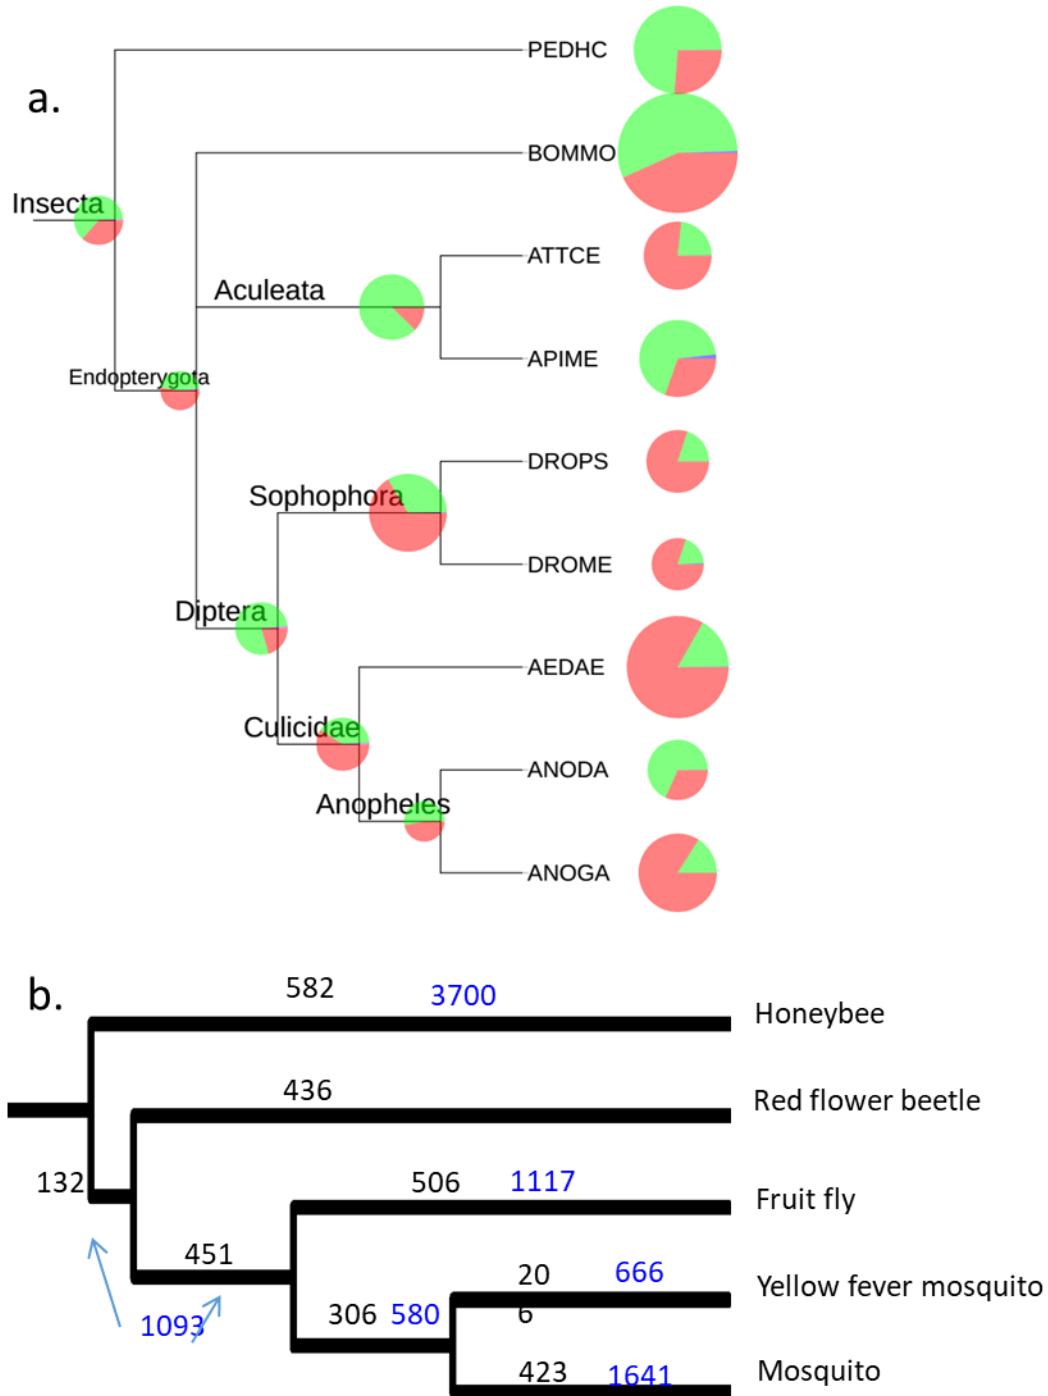 a.
PEDHC
BOMMO
Insecta
ATTCE
Aculeata
APIME
Endopterygota
DROPS
Sophophora
DROME
Diptera
AEDAE
Culicidae
ANODA
Anopheles
ANOGA
b.
582 3700
Honeybee
436
Red flower beetle
132
506 1117
Fruit fly
451
20 666
6
Yellow fever mosquito
1093
306 580
423 1641
Mosquito